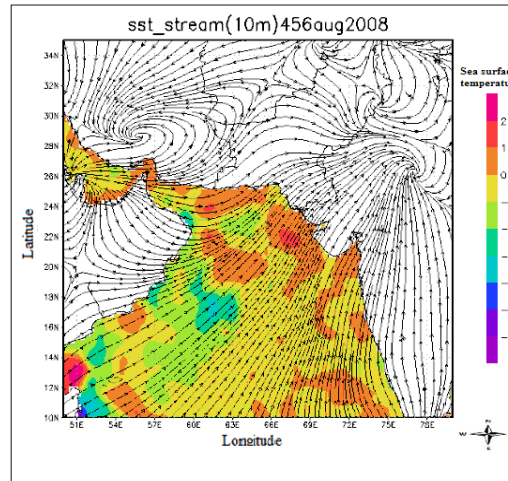 sst_stream(10m)456aug2008
Sea surface
temperatu
34N
32N
30N
28N
26N
24N
22N
20N
18N
16N
14N
12N
10N
Latitude
51E 54E 57E 60E 63E 66E 69E 72E 75E 78E
Longitude
2
1
0
N
W